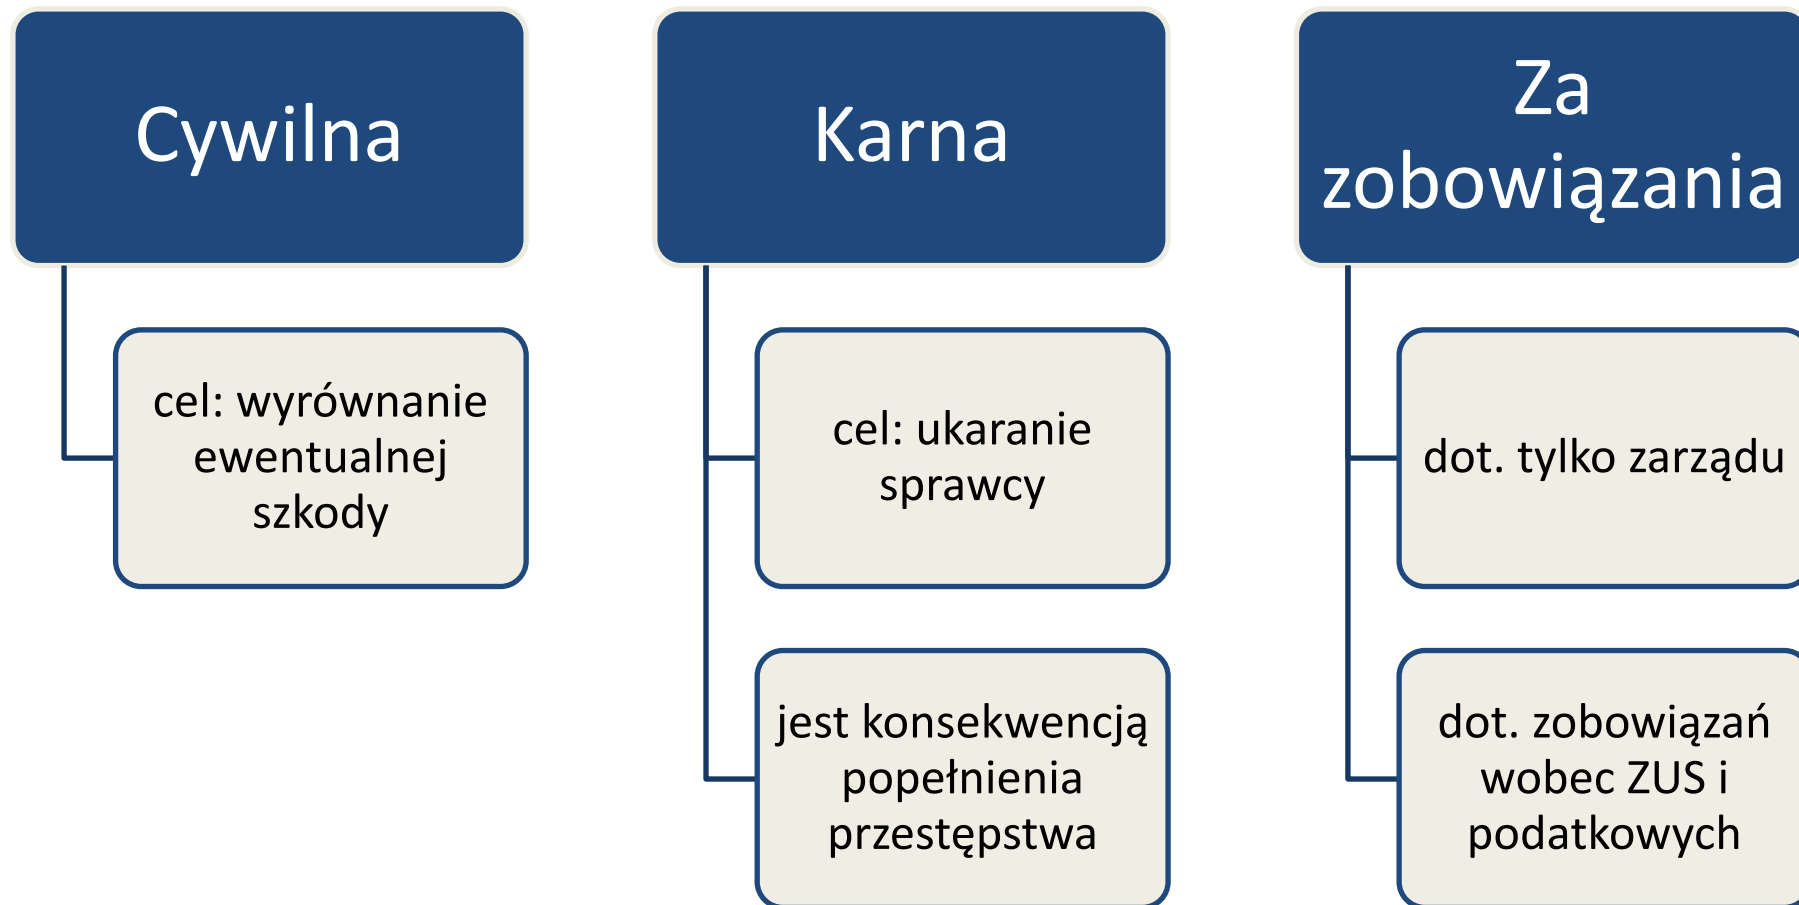 Cywilna
cel: wyrównanie
ewentualnej
szkody
Karna
cel: ukaranie
sprawcy
jest konsekwencją
popełnienia
przestępstwa
Za
zobowiązania
dot. tylko zarządu
dot. zobowiązań
wobec ZUS i
podatkowych